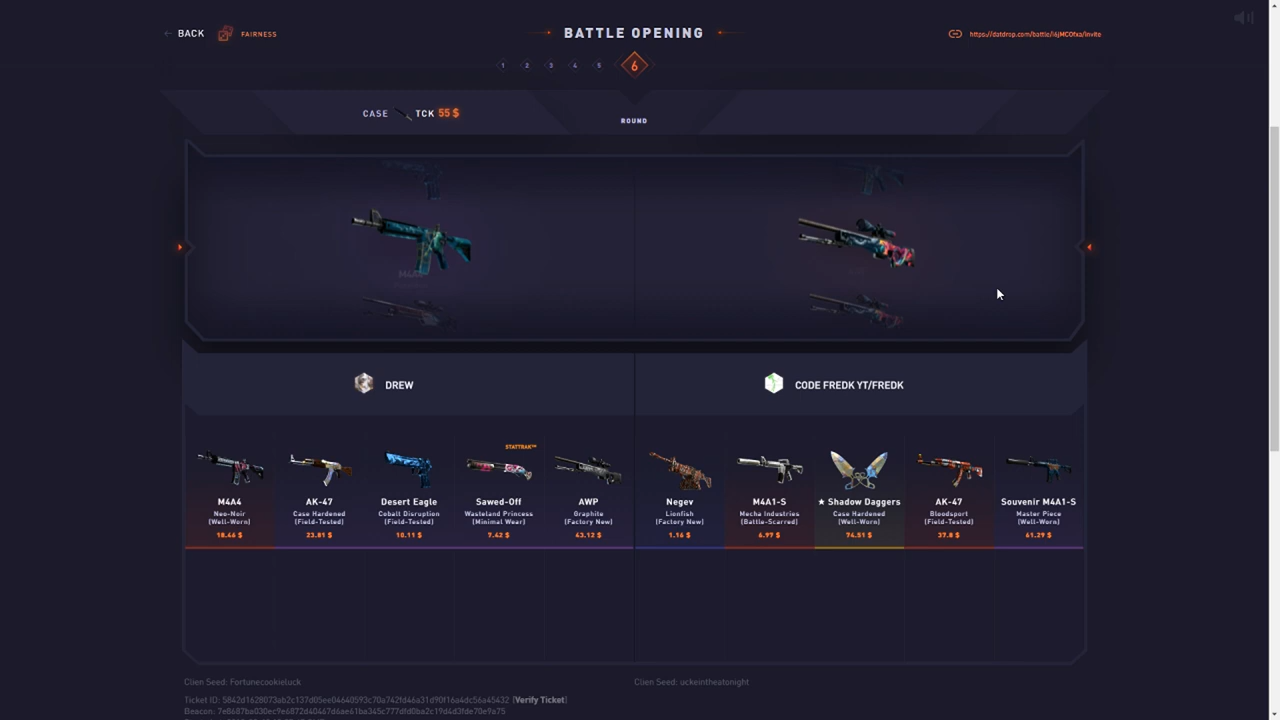 BACK
FAIRNESS
BATTLE OPENING
https://datdrop.com/battle/i6jMCOfxa/invite
1 2 3 4 5 6
CASE TCK 55 $
ROUND
DREW
CODE FREDK YT/FREDK
STATTRAK™
M4A4
Neo-Noir
(Well-Worn)
18.46 $
AK-47
Case Hardened
(Field-Tested)
23.81 $
Desert Eagle
Cobalt Disruption
(Field-Tested)
10.11 $
Sawed-Off
Wasteland Princess
(Minimal Wear)
7.42 $
AWP
Graphite
(Factory New)
63.12 $
Negev
Lionfish
(Factory New)
1.16 $
M4A1-S
Mecha Industries
(Battle-Scarred)
6.97 $
★ Shadow Daggers
Case Hardened
(Well-Worn)
74.51 $
AK-47
Bloodsport
(Field-Tested)
37.8 $
Souvenir M4A1-S
Master Piece
(Well-Worn)
61.29 $
Clien Seed: Fortunecookieluck
Clien Seed: uckeintheatonight
Ticket ID: 5842d1628073ab2c137d05ee04640593c70a742fd46a31d90f16a4dc56a45432 [Verify Ticket]
Beacon: